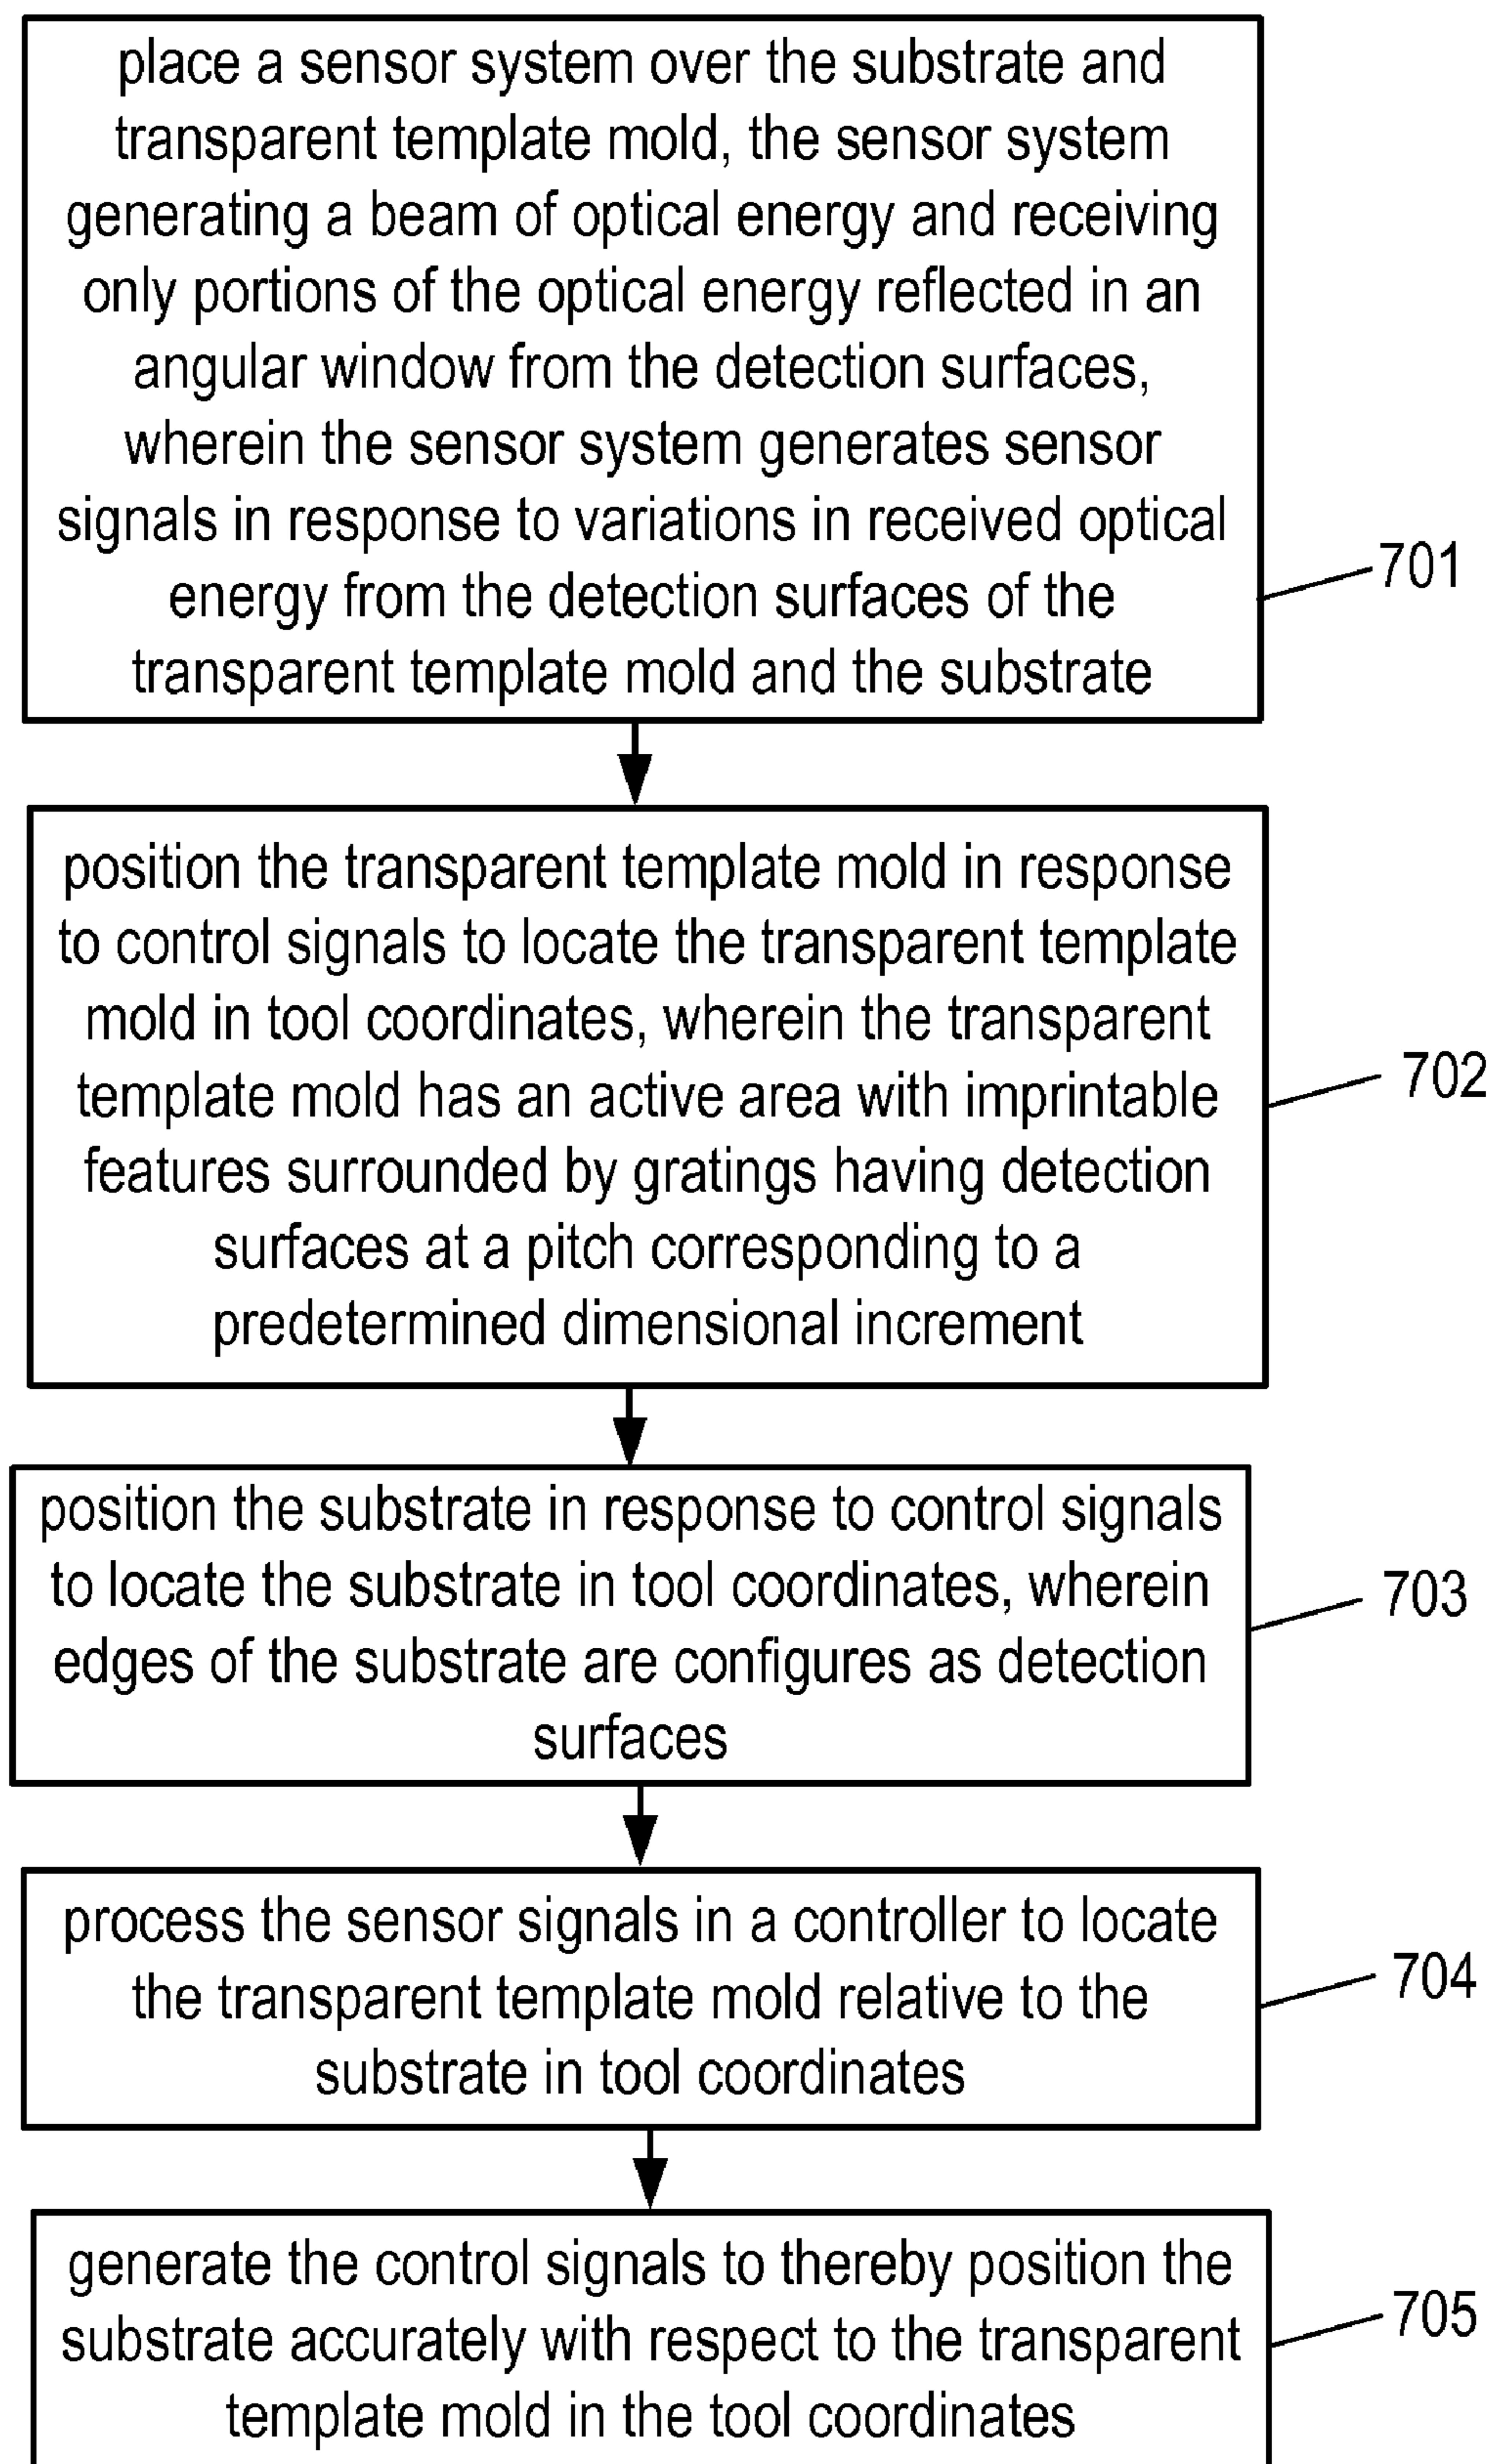 place a sensor system over the substrate and
transparent template mold, the sensor system
generating a beam of optical energy and receiving
only portions of the optical energy reflected in an
angular window from the detection surfaces,
wherein the sensor system generates sensor
signals in response to variations in received optical
energy from the detection surfaces of the
transparent template mold and the substrate
701
position the transparent template mold in response
to control signals to locate the transparent template
mold in tool coordinates, wherein the transparent
template mold has an active area with imprintable
features surrounded by gratings having detection
surfaces at a pitch corresponding to a
predetermined dimensional increment
702
position the substrate in response to control signals
to locate the substrate in tool coordinates, wherein
edges of the substrate are configures as detection
surfaces
703
process the sensor signals in a controller to locate
the transparent template mold relative to the
substrate in tool coordinates
704
generate the control signals to thereby position the
substrate accurately with respect to the transparent
template mold in the tool coordinates
705